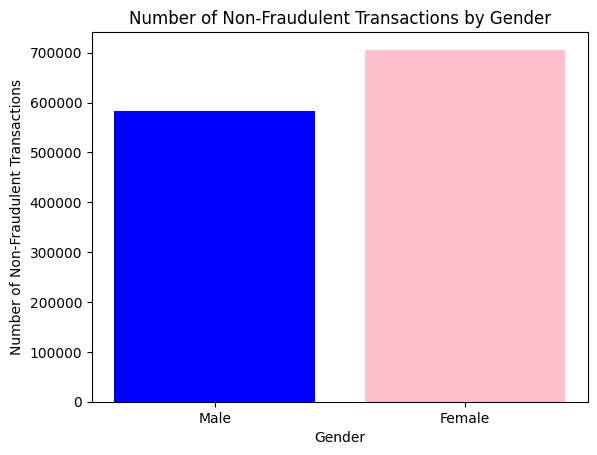 Number of Non-Fraudulent Transactions by Gender
Number of Non-Fraudulent Transactions
700000
600000
500000
400000
300000
200000
100000
0
Male Female
Gender